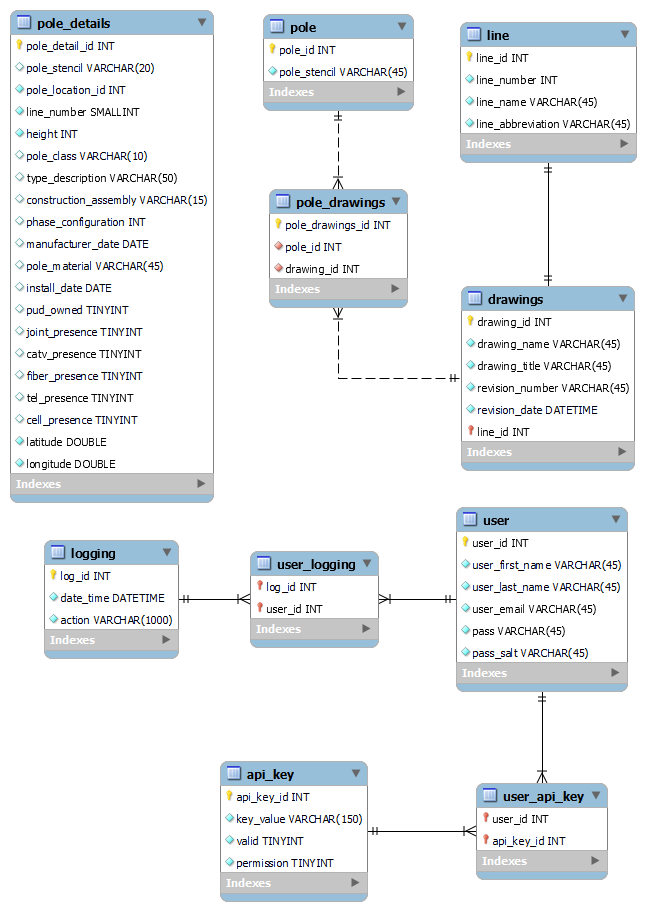 pole_details
pole_detail_id INT
pole_stencil VARCHAR(20)
pole_location_id INT
line_number SMALLINT
height INT
pole_class VARCHAR(10)
type_description VARCHAR(50)
construction_assembly VARCHAR(15)
phase_configuration INT
manufacturer_date DATE
pole_material VARCHAR(45)
install_date DATE
pud_owned TINYINT
joint_presence TINYINT
catv_presence TINYINT
fiber_presence TINYINT
tel_presence TINYINT
cell_presence TINYINT
latitude DOUBLE
longitude DOUBLE
Indexes
pole
pole_id INT
pole_stencil VARCHAR(45)
Indexes
line
line_id INT
line_number INT
line_name VARCHAR(45)
line_abbreviation VARCHAR(45)
Indexes
pole_drawings
pole_drawings_id INT
pole_id INT
drawing_id INT
Indexes
drawings
drawing_id INT
drawing_name VARCHAR(45)
drawing_title VARCHAR(45)
revision_number VARCHAR(45)
revision_date DATETIME
line_id INT
Indexes
logging
log_id INT
date_time DATETIME
action VARCHAR(1000)
Indexes
user_logging
log_id INT
user_id INT
Indexes
user
user_id INT
user_first_name VARCHAR(45)
user_last_name VARCHAR(45)
user_email VARCHAR(45)
pass VARCHAR(45)
pass_salt VARCHAR(45)
Indexes
api_key
api_key_id INT
key_value VARCHAR(150)
valid TINYINT
permission TINYINT
Indexes
user_api_key
user_id INT
api_key_id INT
Indexes